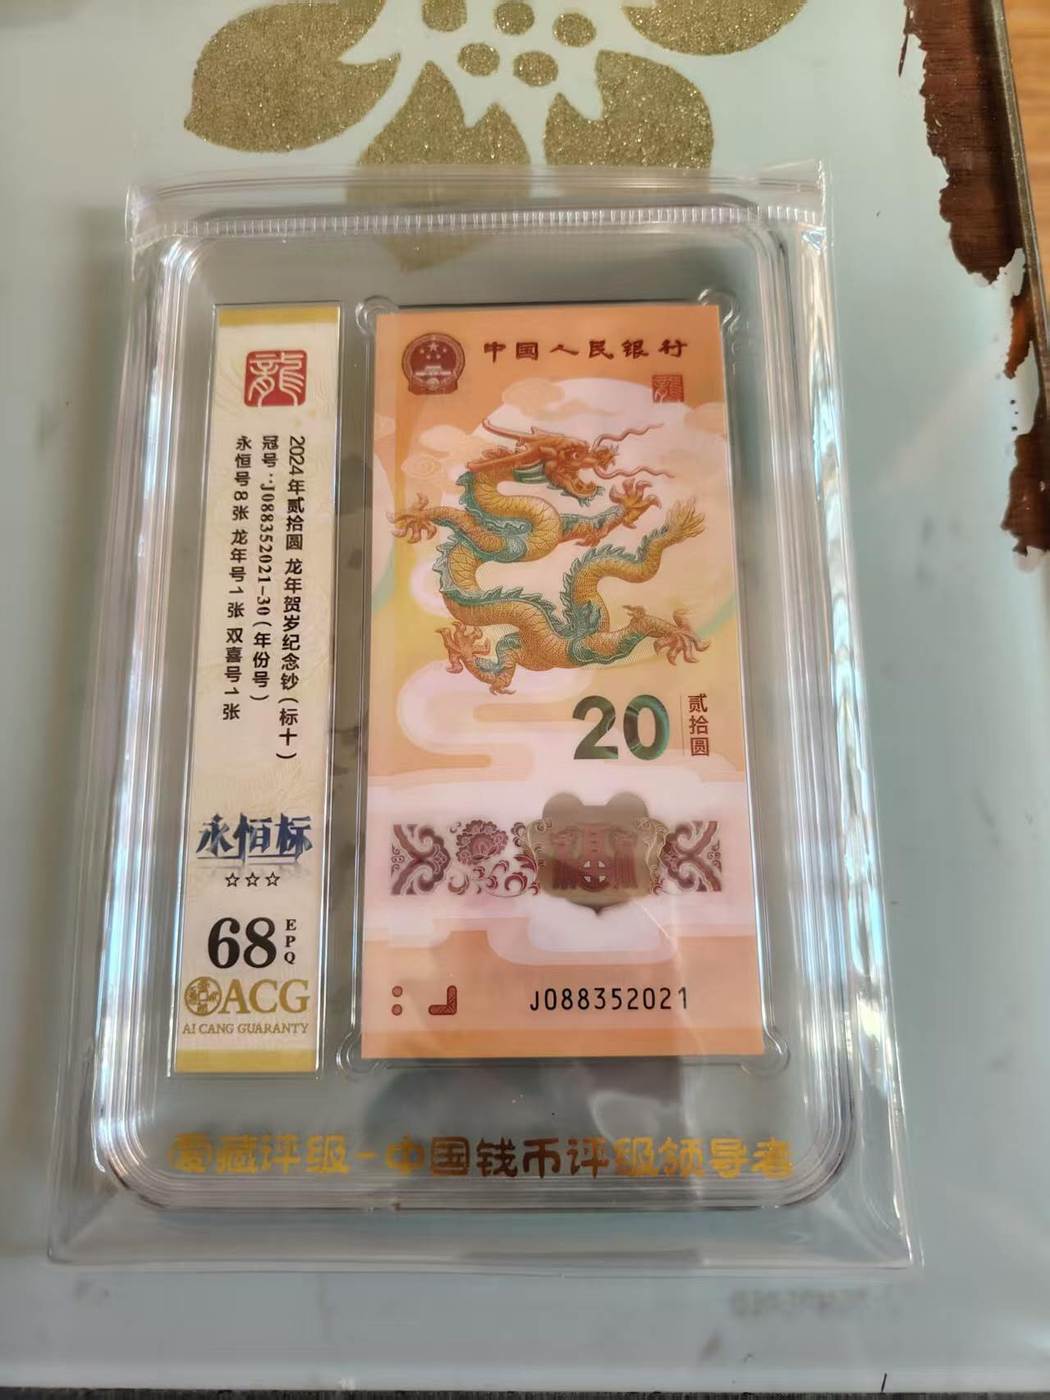 龍
2024年贰拾圆 龙年贺岁纪念钞(标十)
冠号:J088352021-30(年份号)
永恒号8张 龙年号1张 双喜号1张
永恒标
☆☆☆
68 EPQ
ACG
AI CANG GUARANTY
中国人民银行
龍
20 贰拾圆
J088352021
爱藏评级-中国钱币评级领导者